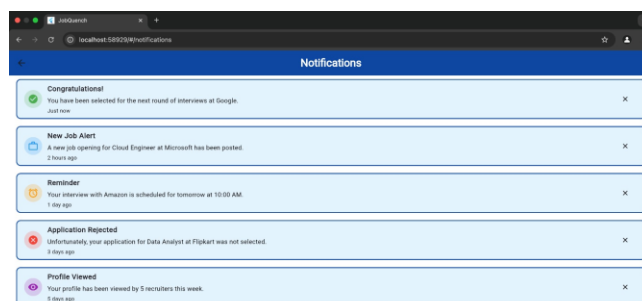 JobQuench
localhost:58929/#/notifications
Notifications
Congratulations!
You have been selected for the next round of interviews at Google.
Just now
New Job Alert
A new job opening for Cloud Engineer at Microsoft has been posted.
2 hours ago
Reminder
Your interview with Amazon is scheduled for tomorrow at 10:00 AM.
1 day ago
Application Rejected
Unfortunately, your application for Data Analyst at Flipkart was not selected.
3 days ago
Profile Viewed
Your profile has been viewed by 5 recruiters this week.
5 days ago